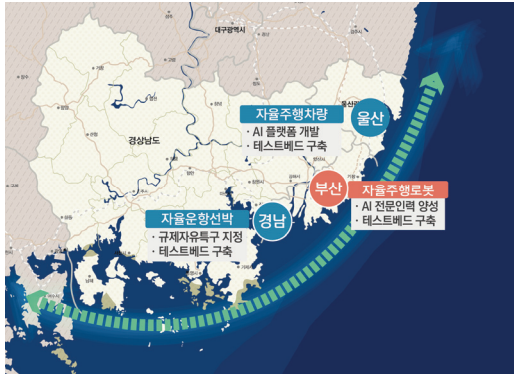 대구광역시
자율주행차량
· AI 플랫폼 개발
· 테스트베드 구축
울산
경상남도
부산
자율주행로봇
· AI 전문인력 양성
· 테스트베드 구축
자율운항선박
· 규제자유특구 지정
· 테스트베드 구축
경남